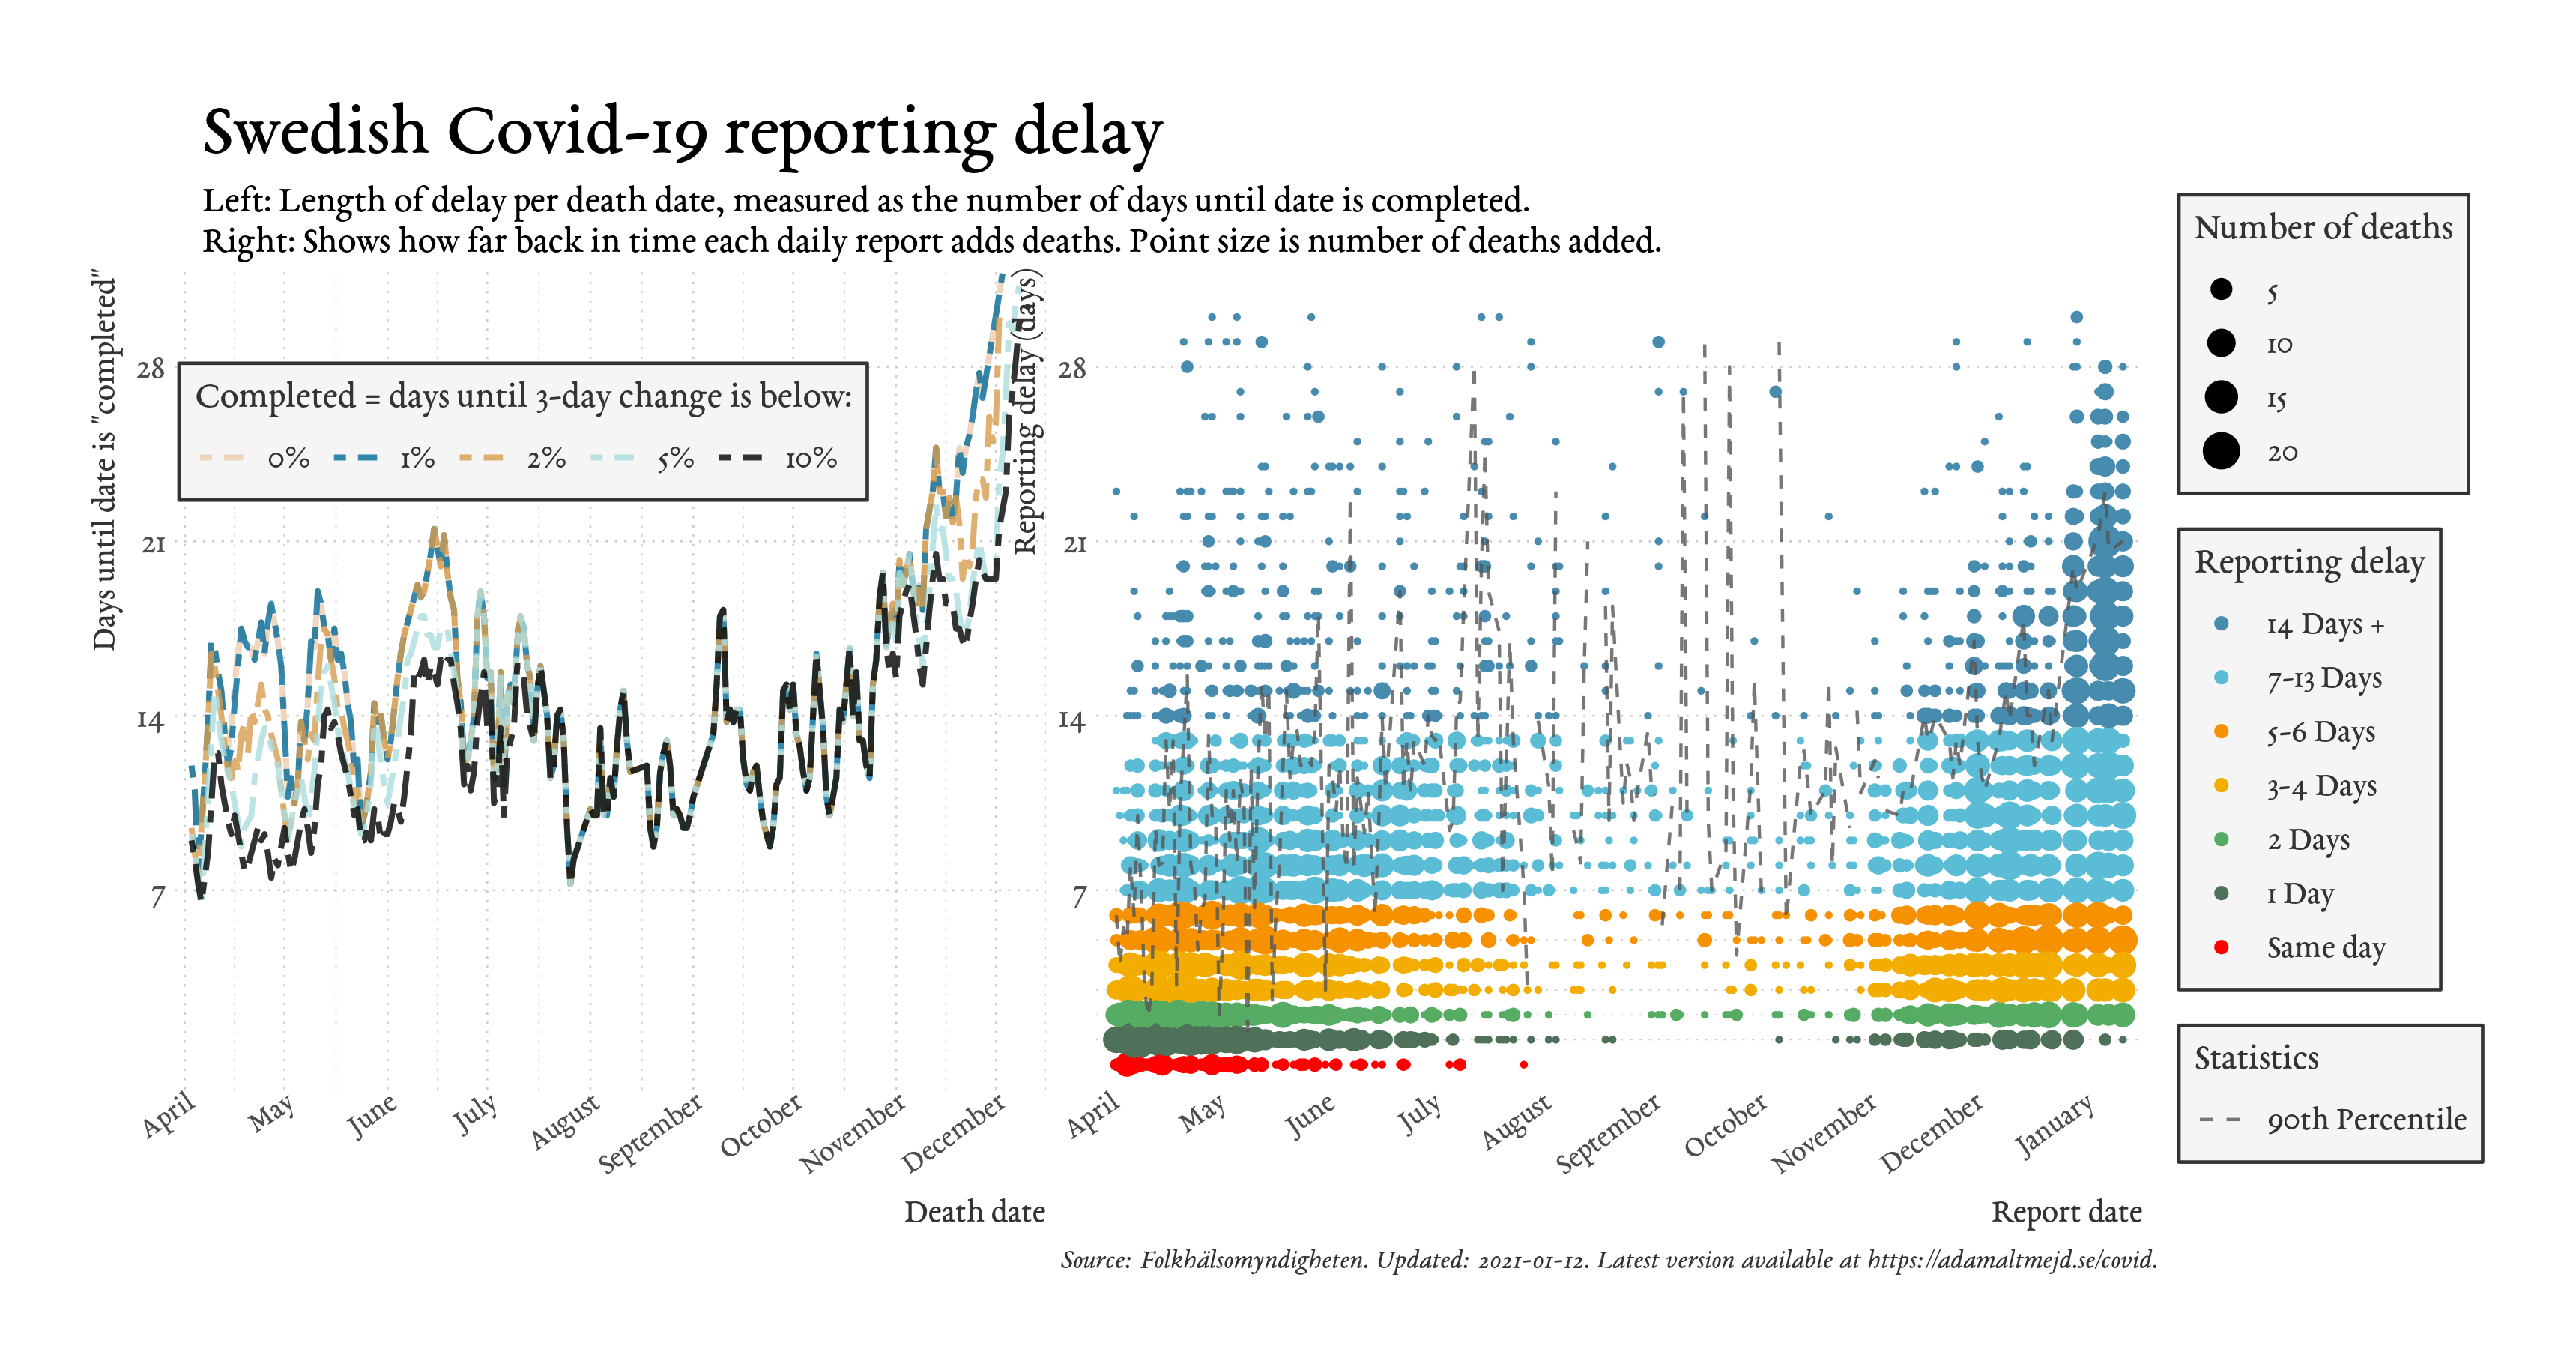 Swedish Covid-19 reporting delay
Left: Length of delay per death date, measured as the number of days until date is completed.
Right: Shows how far back in time each daily report adds deaths. Point size is number of deaths added.
Days until date is "completed"
28
21
14
7
Completed = days until 3-day change is below:
0% 1% 2% 5% 10%
April May June July August September October November December
Death date
Reporting delay (days)
28
21
14
7
April May June July August September October November December January
Report date
Number of deaths
5
10
15
20
Reporting delay
14 Days +
7-13 Days
5-6 Days
3-4 Days
2 Days
1 Day
Same day
Statistics
90th Percentile
Source: Folkhälsomyndigheten. Updated: 2021-01-12. Latest version available at https://adamaltmejd.se/covid.